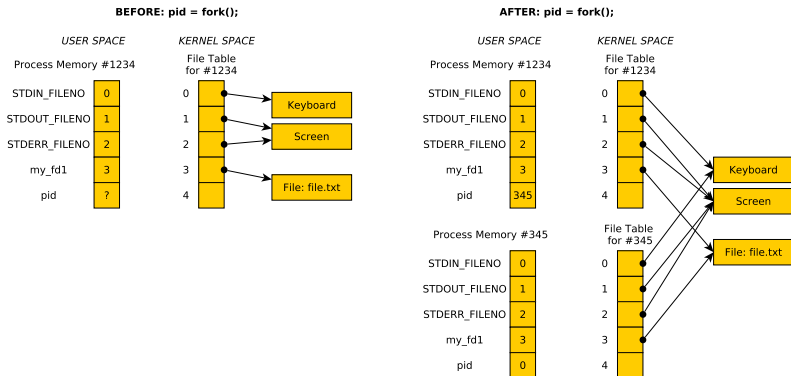 BEFORE: pid = fork();
USER SPACE
KERNEL SPACE
Process Memory #1234
File Table
for #1234
STDIN_FILENO 0
STDOUT_FILENO 1
STDERR_FILENO 2
my_fd1 3
pid ?
0
1
2
3
4
Keyboard
Screen
File: file.txt
AFTER: pid = fork();
USER SPACE
KERNEL SPACE
Process Memory #1234
File Table
for #1234
STDIN_FILENO 0
STDOUT_FILENO 1
STDERR_FILENO 2
my_fd1 3
pid 345
0
1
2
3
4
Keyboard
Screen
File: file.txt
Process Memory #345
File Table
for #345
STDIN_FILENO 0
STDOUT_FILENO 1
STDERR_FILENO 2
my_fd1 3
pid 0
0
1
2
3
4